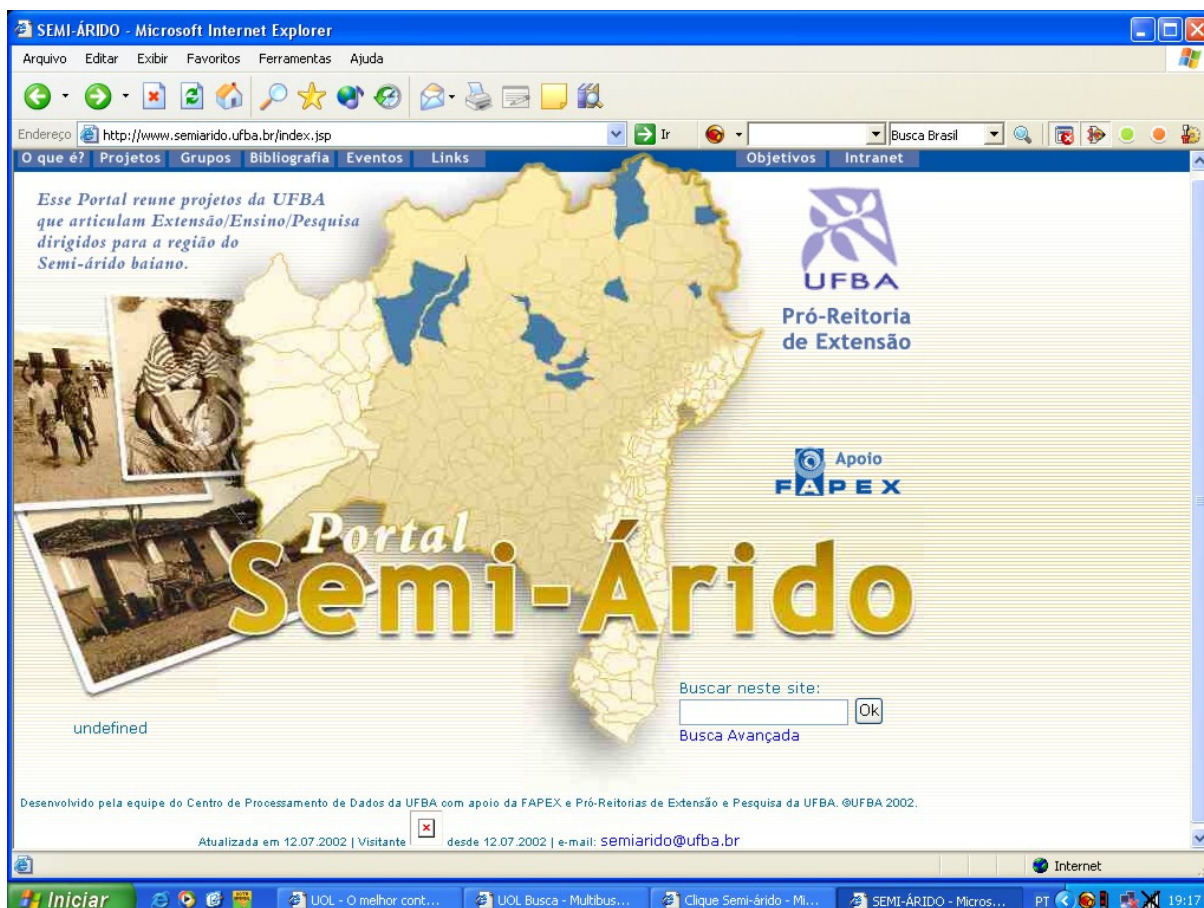 SEMI-ÁRIDO - Microsoft Internet Explorer
Arquivo Editar Exibir Favoritos Ferramentas Ajuda
Endereço http://www.semiarido.ufba.br/index.jsp Ir Busca Brasil
O que é? Projetos Grupos Bibliografia Eventos Links Objetivos Intranet
Esse Portal reune projetos da UFBA
que articulam Extensão/Ensino/Pesquisa
dirigidos para a região do
Semi-árido baiano.
UFBA
Pró-Reitoria
de Extensão
Apoio
FAPEX
Portal
Semi-Árido
Buscar neste site:
Ok
Busca Avançada
undefined
Desenvolvido pela equipe do Centro de Processamento de Dados da UFBA com apoio da FAPEX e Pró-Reitorias de Extensão e Pesquisa da UFBA. ©UFBA 2002.
Atualizada em 12.07.2002 | Visitante desde 12.07.2002 | e-mail: semiarido@ufba.br
Internet
Iniciar UOL - O melhor cont... UOL Busca - Multibus... Clique Semi-árido - Mi... SEMI-ÁRIDO - Micros... PT 19:17